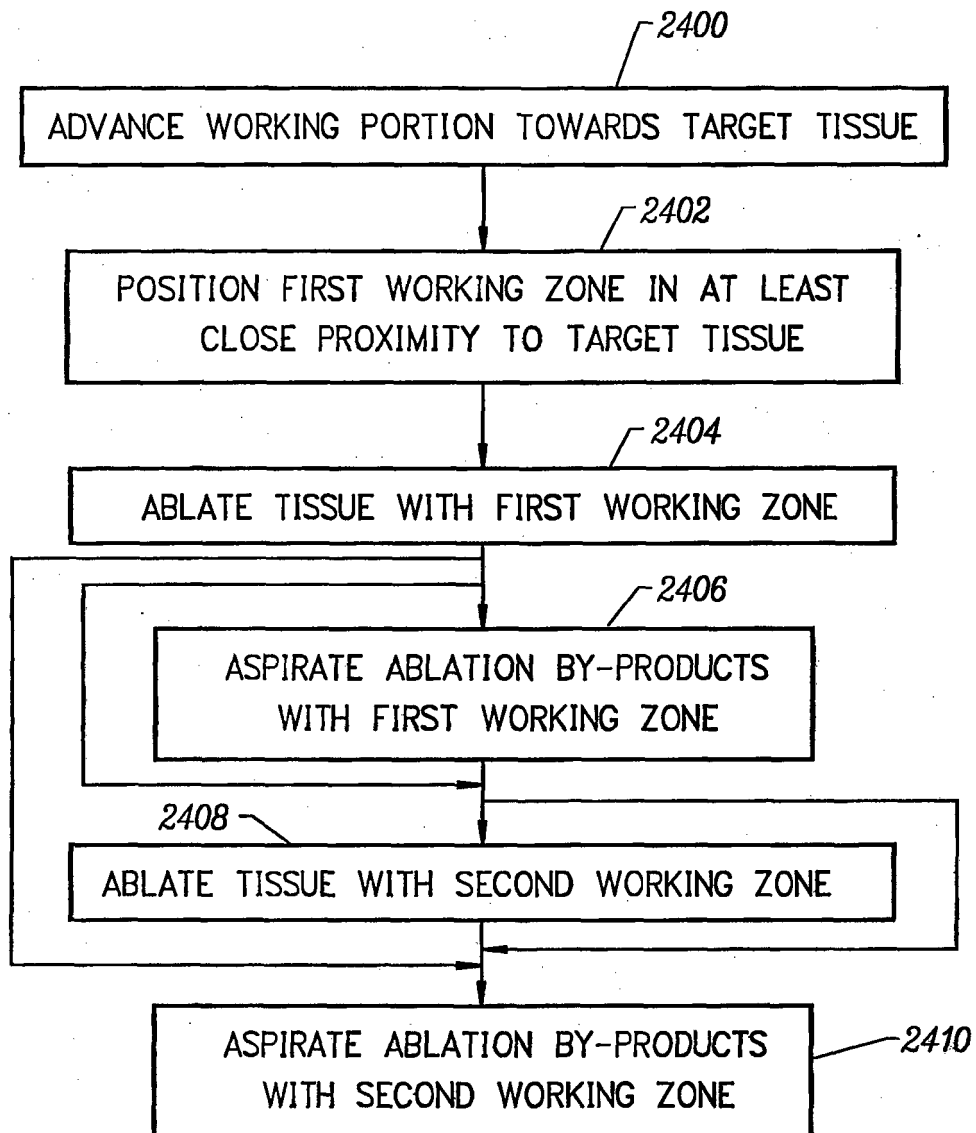 2400
ADVANCE WORKING PORTION TOWARDS TARGET TISSUE
2402
POSITION FIRST WORKING ZONE IN AT LEAST
CLOSE PROXIMITY TO TARGET TISSUE
2404
ABLATE TISSUE WITH FIRST WORKING ZONE
2406
ASPIRATE ABLATION BY-PRODUCTS
WITH FIRST WORKING ZONE
2408
ABLATE TISSUE WITH SECOND WORKING ZONE
ASPIRATE ABLATION BY-PRODUCTS
WITH SECOND WORKING ZONE
2410